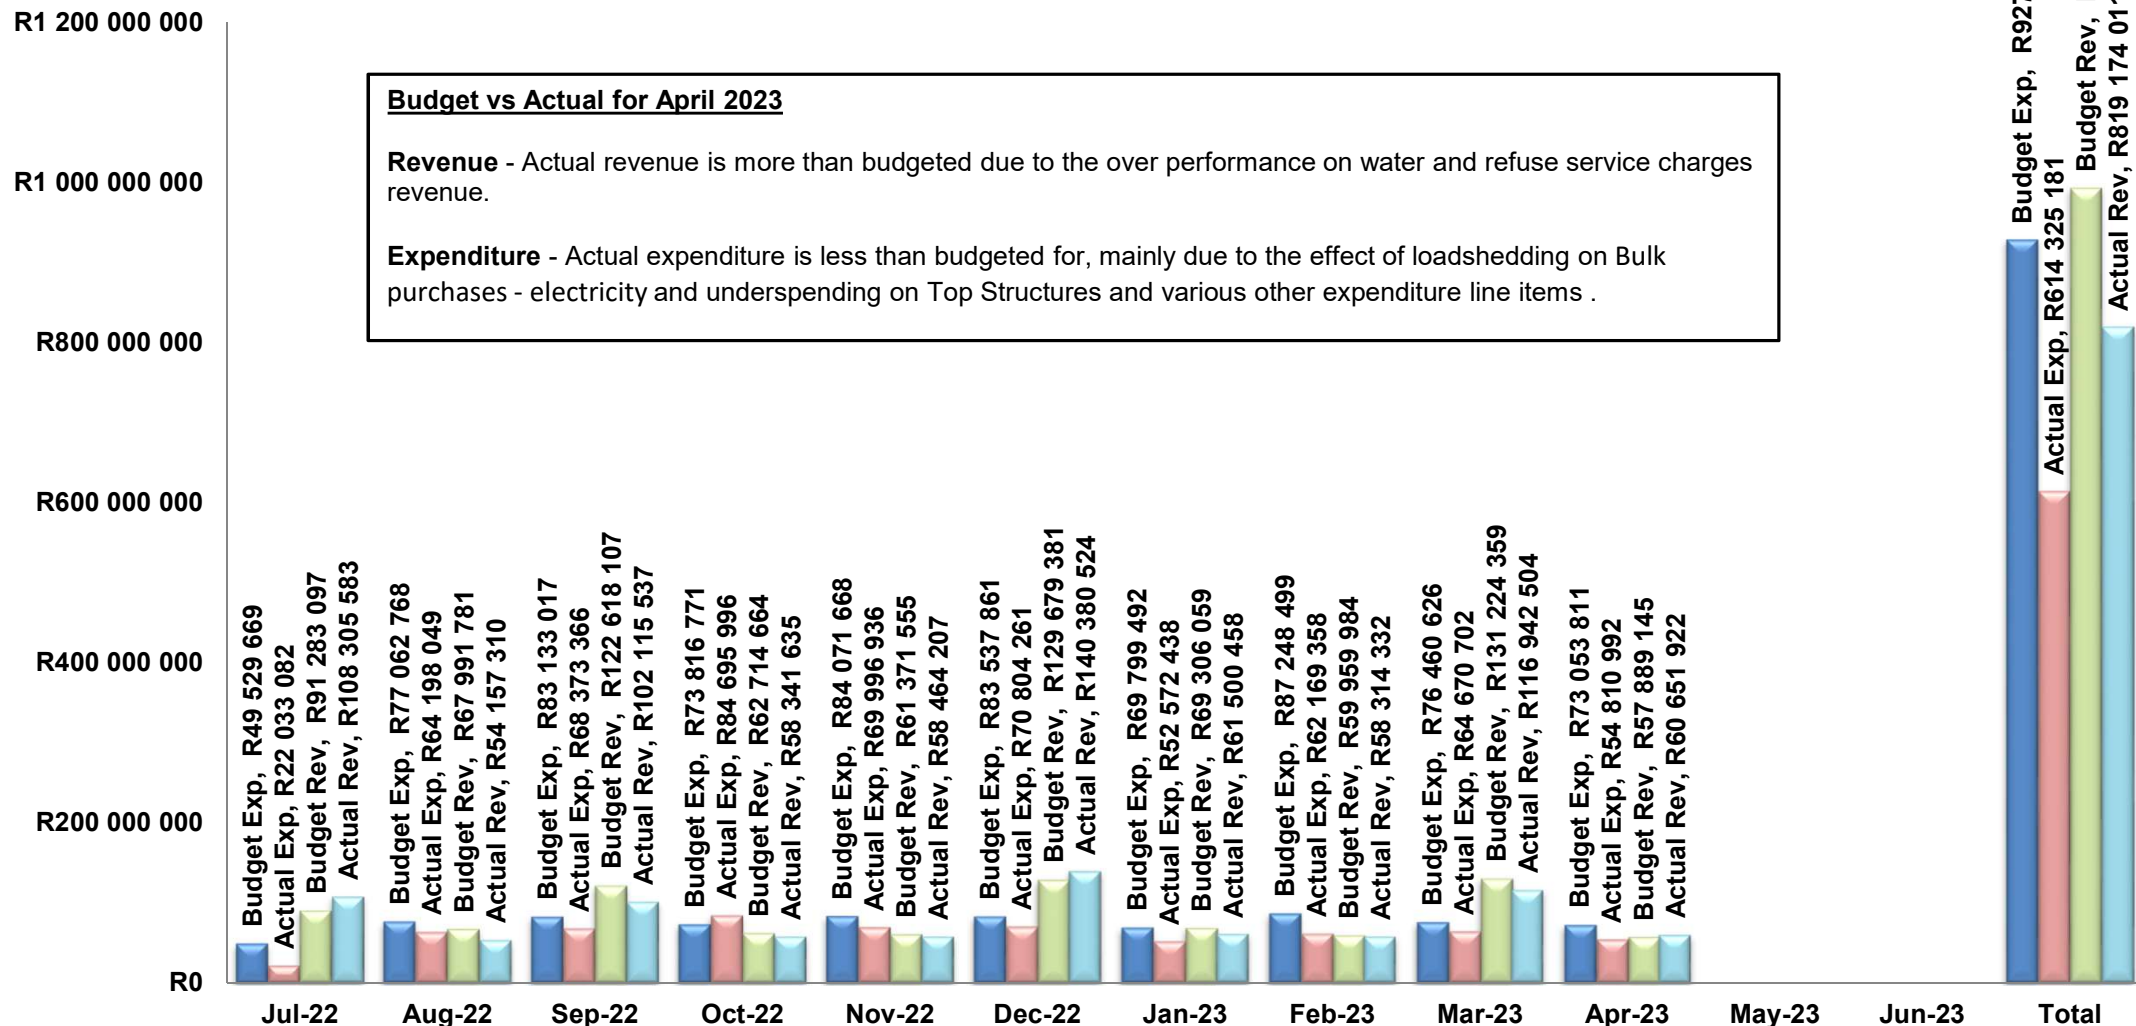 R1 200 000 000
R1 000 000 000
R800 000 000
R600 000 000
R400 000 000
R200 000 000
R0
Budget vs Actual for April 2023
Revenue - Actual revenue is more than budgeted due to the over performance on water and refuse service charges
revenue.
Expenditure - Actual expenditure is less than budgeted for, mainly due to the effect of loadshedding on Bulk
purchases - electricity and underspending on Top Structures and various other expenditure line items .
Budget Exp, R49 529 669
Actual Exp, R22 033 082
Budget Rev, R91 283 097
Actual Rev, R108 305 583
Budget Exp, R77 062 768
Actual Exp, R64 198 049
Budget Rev, R67 991 781
Actual Rev, R54 157 310
Budget Exp, R83 133 017
Actual Exp, R68 373 366
Budget Rev, R122 618 107
Actual Rev, R102 115 537
Budget Exp, R73 816 771
Actual Exp, R84 695 996
Budget Rev, R62 714 664
Actual Rev, R58 341 635
Budget Exp, R84 071 668
Actual Exp, R69 996 936
Budget Rev, R61 371 555
Actual Rev, R58 464 207
Budget Exp, R83 537 861
Actual Exp, R70 804 261
Budget Rev, R129 679 381
Actual Rev, R140 380 524
Budget Exp, R69 799 492
Actual Exp, R52 572 438
Budget Rev, R69 306 059
Actual Rev, R61 500 458
Budget Exp, R87 248 499
Actual Exp, R62 169 358
Budget Rev, R59 959 984
Actual Rev, R58 314 332
Budget Exp, R76 460 626
Actual Exp, R64 670 702
Budget Rev, R131 224 359
Actual Rev, R116 942 504
Budget Exp, R73 053 811
Actual Exp, R54 810 992
Budget Rev, R57 889 145
Actual Rev, R60 651 922
Budget Exp, R927
Actual Exp, R614 325 181
Budget Rev,
Actual Rev, R819 174 011
Jul-22
Aug-22
Sep-22
Oct-22
Nov-22
Dec-22
Jan-23
Feb-23
Mar-23
Apr-23
May-23
Jun-23
Total